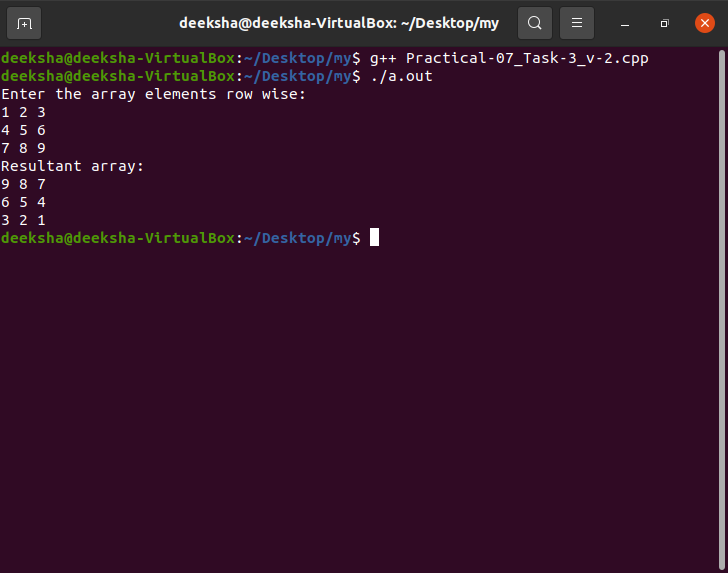 deeksha@deeksha-VirtualBox: ~/Desktop/my
deeksha@deeksha-VirtualBox:~/Desktop/my$ g++ Practical-07_Task-3_v-2.cpp
deeksha@deeksha-VirtualBox:~/Desktop/my$ ./a.out
Enter the array elements row wise:
1 2 3
4 5 6
7 8 9
Resultant array:
9 8 7
6 5 4
3 2 1
deeksha@deeksha-VirtualBox:~/Desktop/my$